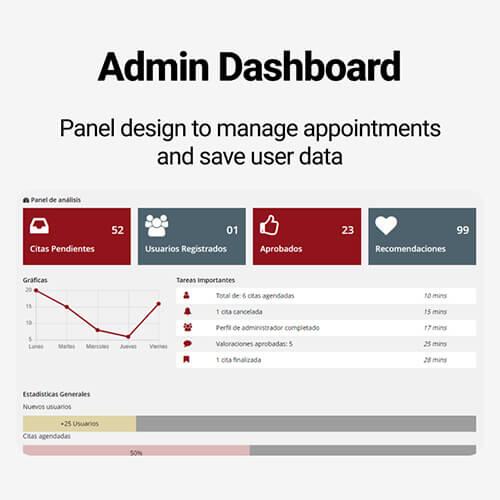 Admin Dashboard
Panel design to manage appointments
and save user data
Panel de análisis
52
Citas Pendientes
01
Usuarios Registrados
23
Aprobados
99
Recomendaciones
Gráficas
20
15
10
5
Lunes Martes Miercoles Jueves Viernes
Tareas Importantes
Total de: 6 citas agendadas 10 mins
1 cita cancelada 15 mins
Perfil de administrador completado 17 mins
Valoraciones aprobadas: 5 25 mins
1 cita finalizada 28 mins
Estadísticas Generales
Nuevos usuarios
+25 Usuarios
Citas agendadas
50%